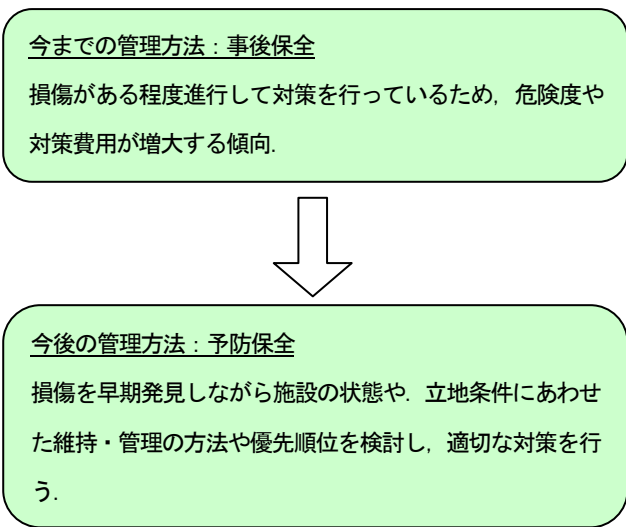 今までの管理方法：事後保全
損傷がある程度進行して対策を行っているため，危険度や
対策費用が増大する傾向．
今後の管理方法：予防保全
損傷を早期発見しながら施設の状態や．立地条件にあわせ
た維持・管理の方法や優先順位を検討し，適切な対策を行
う．